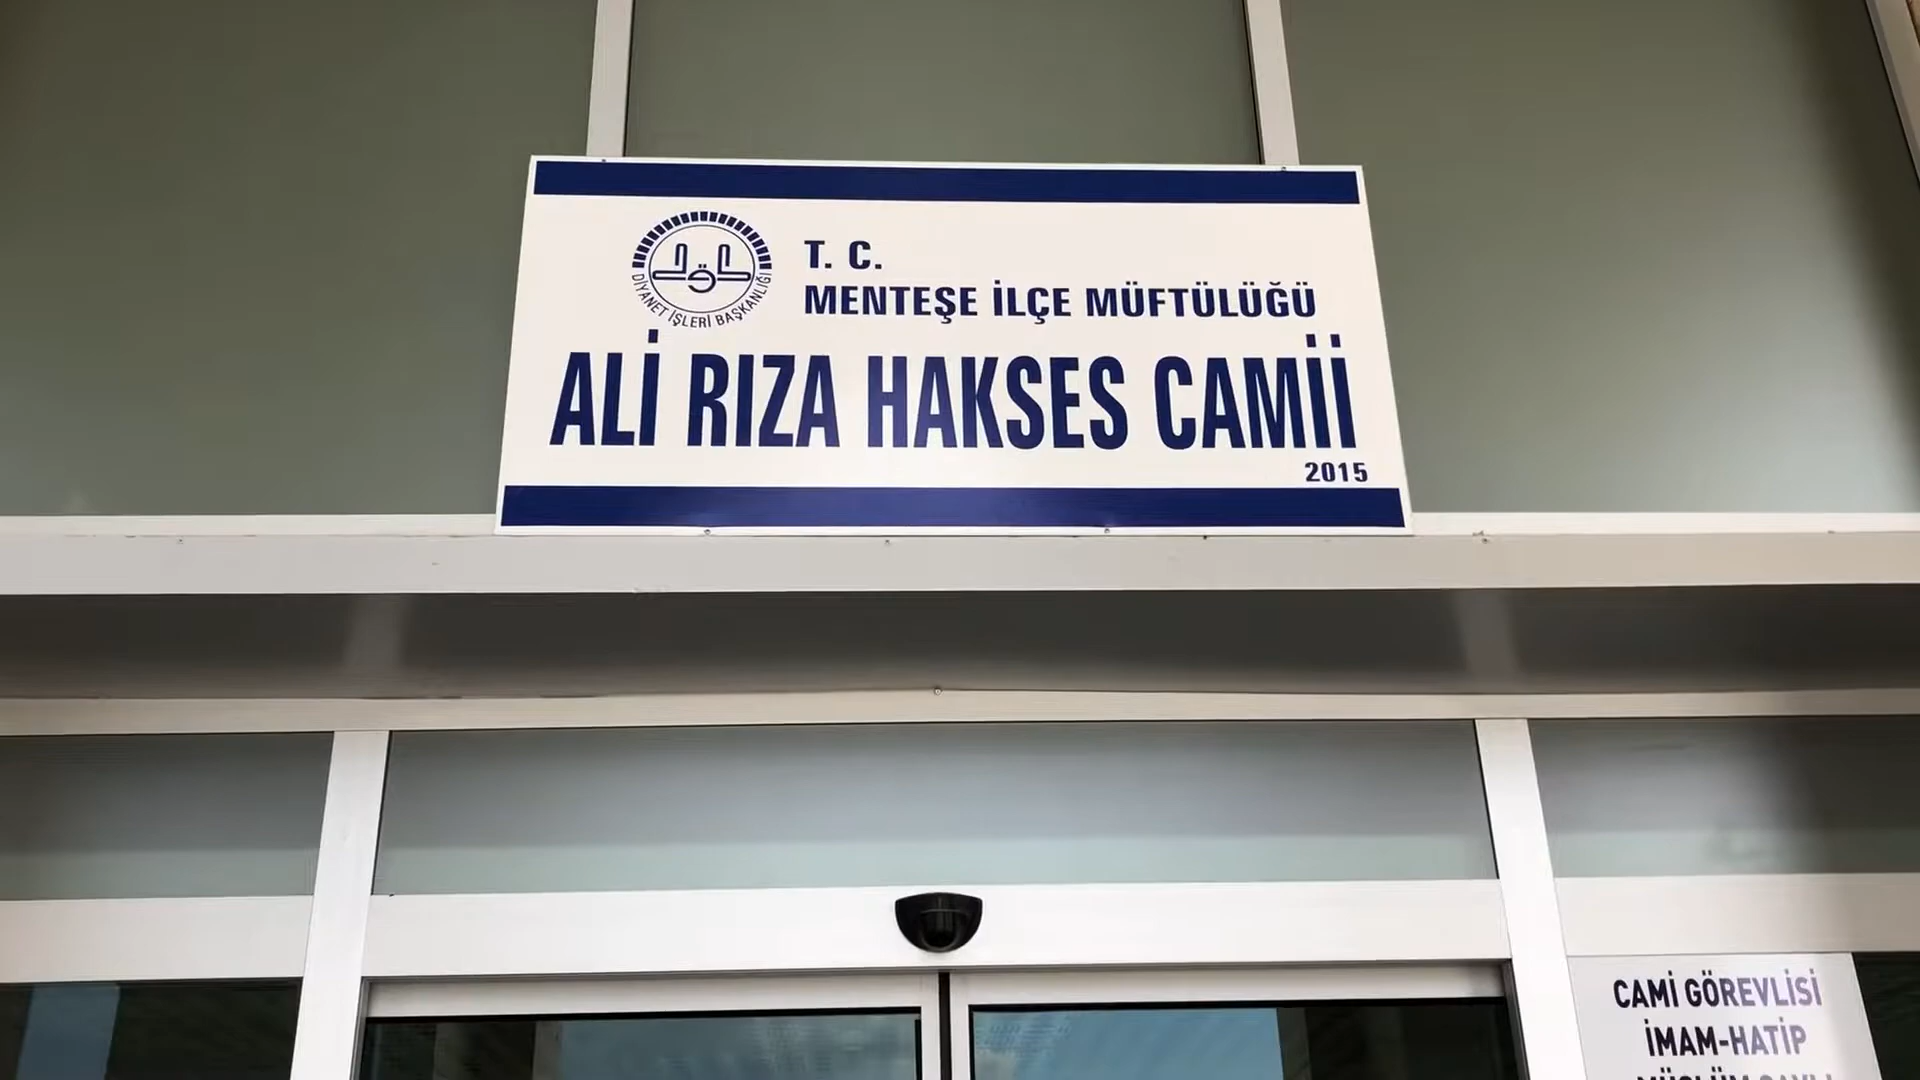 T. C.
MENTEŞE İLÇE MÜFTÜLÜĞÜ
DİYANET İŞLERİ BAŞKANLIĞI
ALİ RIZA HAKSES CAMİİ
2015
CAMİ GÖREVLİSİ
İMAM-HATİP